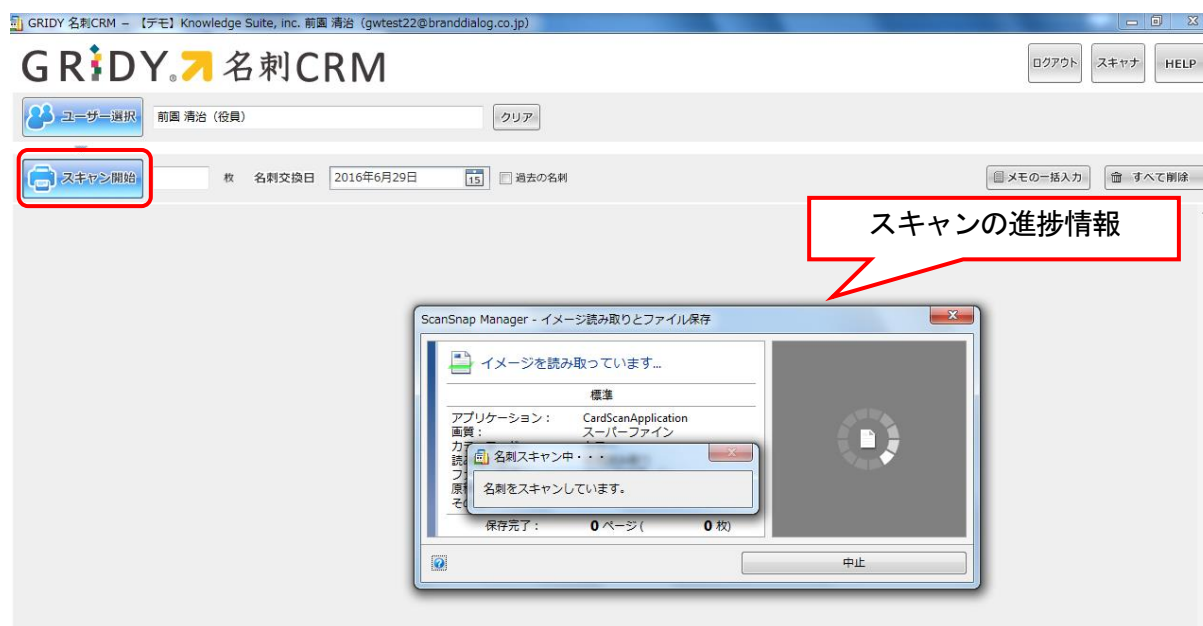 GRIDY 名刺CRM – 【デモ】Knowledge Suite, inc. 前園 清治（gwtest22@branddialog.co.jp）
GRiDY. 名刺CRM
ログアウト スキャナ HELP
ユーザー選択 前園 清治（役員） クリア
スキャン開始 枚 名刺交換日 2016年6月29日 15 過去の名刺 メモの一括入力 すべて削除
スキャンの進捗情報
ScanSnap Manager - イメージ読み取りとファイル保存
イメージを読み取っています...
標準
アプリケーション： CardScanApplication
画質： スーパーファイン
名刺スキャン中・・・
名刺をスキャンしています。
保存完了： 0 ページ ( 0 枚)
中止